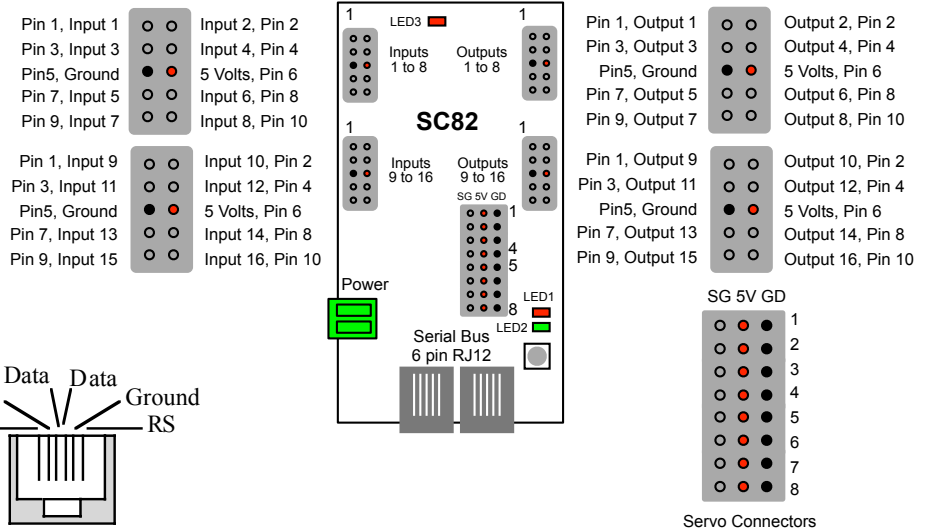 Pin 1, Input 1 Input 2, Pin 2
Pin 3, Input 3 Input 4, Pin 4
Pin5, Ground 5 Volts, Pin 6
Pin 7, Input 5 Input 6, Pin 8
Pin 9, Input 7 Input 8, Pin 10
Pin 1, Input 9 Input 10, Pin 2
Pin 3, Input 11 Input 12, Pin 4
Pin5, Ground 5 Volts, Pin 6
Pin 7, Input 13 Input 14, Pin 8
Pin 9, Input 15 Input 16, Pin 10
1 LED3 1
Inputs Outputs
1 to 8 1 to 8
SC82
1 1
Inputs Outputs
9 to 16 9 to 16
SG 5V GD
1
4
5
8
Power
LED1
LED2
Serial Bus
6 pin RJ12
Pin 1, Output 1 Output 2, Pin 2
Pin 3, Output 3 Output 4, Pin 4
Pin5, Ground 5 Volts, Pin 6
Pin 7, Output 5 Output 6, Pin 8
Pin 9, Output 7 Output 8, Pin 10
Pin 1, Output 9 Output 10, Pin 2
Pin 3, Output 11 Output 12, Pin 4
Pin5, Ground 5 Volts, Pin 6
Pin 7, Output 13 Output 14, Pin 8
Pin 9, Output 15 Output 16, Pin 10
SG 5V GD
1
2
3
4
5
6
7
8
Servo Connectors
Data Data
Ground
RS